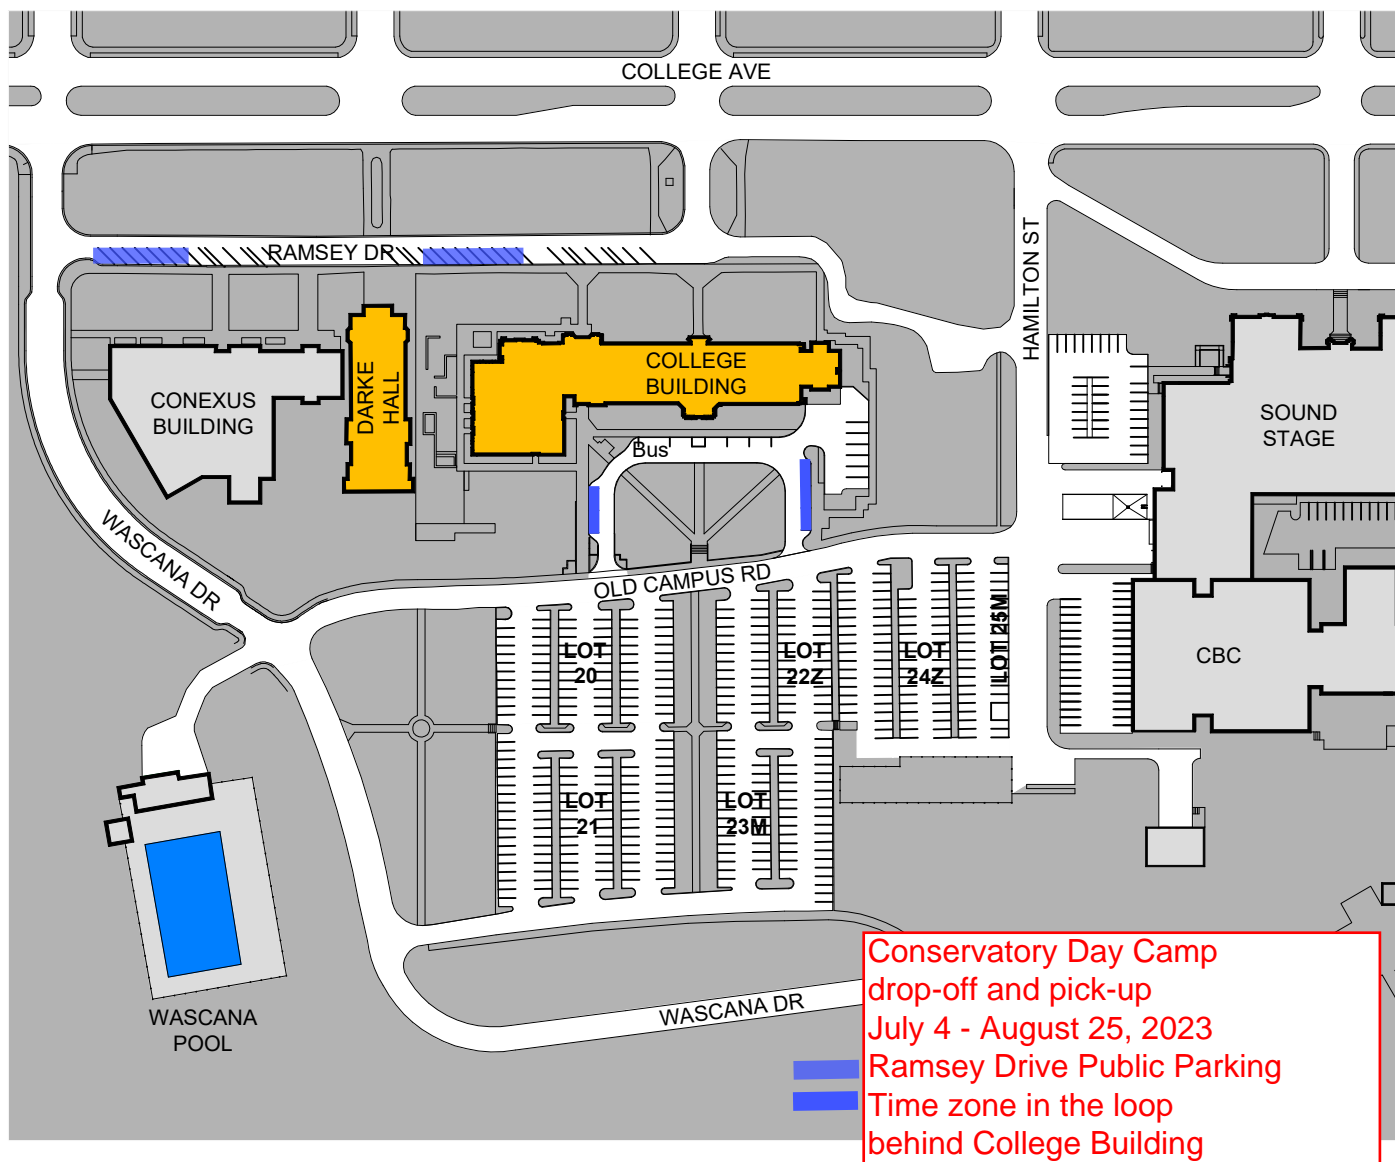 COLLEGE AVE
RAMSEY DR
HAMILTON ST
COLLEGE
BUILDING
DARKE
HALL
CONEXUS
BUILDING
SOUND
STAGE
Bus
WASCANA DR
OLD CAMPUS RD
LOT
20
LOT
22Z
LOT
24Z
LOT 25M
CBC
LOT
21
LOT
23M
WASCANA
POOL
WASCANA DR
Conservatory Day Camp
drop-off and pick-up
July 4 - August 25, 2023
Ramsey Drive Public Parking
Time zone in the loop
behind College Building